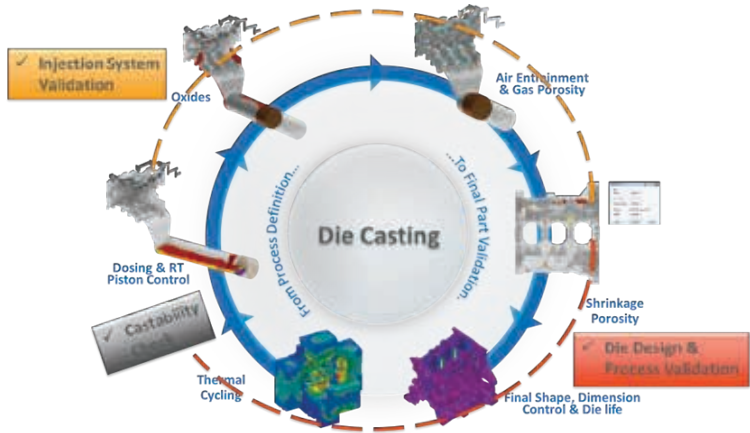 ✓ Injection System
Validation
Oxides
Air Entrainment
& Gas Porosity
From Process Definition...
...To Final Part Validation.
Die Casting
Dosing & RT
Piston Control
✓ Castability
Check
Shrinkage
Porosity
✓ Die Design &
Process Validation
Thermal
Cycling
Final Shape, Dimension
Control & Die life